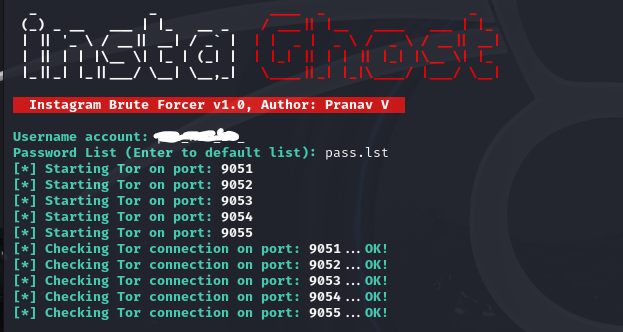 insta Ghost
Instagram Brute Forcer v1.0, Author: Pranav V
Username account:
Password List (Enter to default list): pass.lst
[*] Starting Tor on port: 9051
[*] Starting Tor on port: 9052
[*] Starting Tor on port: 9053
[*] Starting Tor on port: 9054
[*] Starting Tor on port: 9055
[*] Checking Tor connection on port: 9051...OK!
[*] Checking Tor connection on port: 9052...OK!
[*] Checking Tor connection on port: 9053...OK!
[*] Checking Tor connection on port: 9054...OK!
[*] Checking Tor connection on port: 9055...OK!